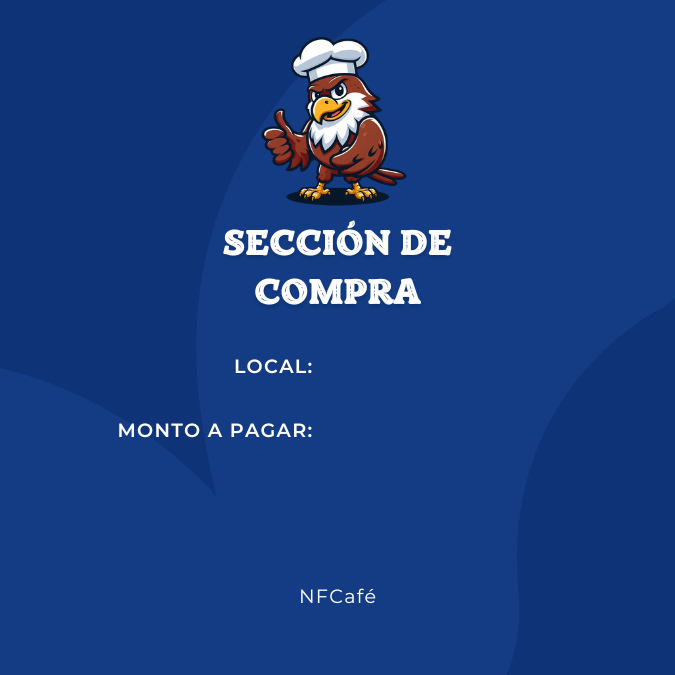 SECCIÓN DE
COMPRA
LOCAL:
MONTO A PAGAR:
NFCafé